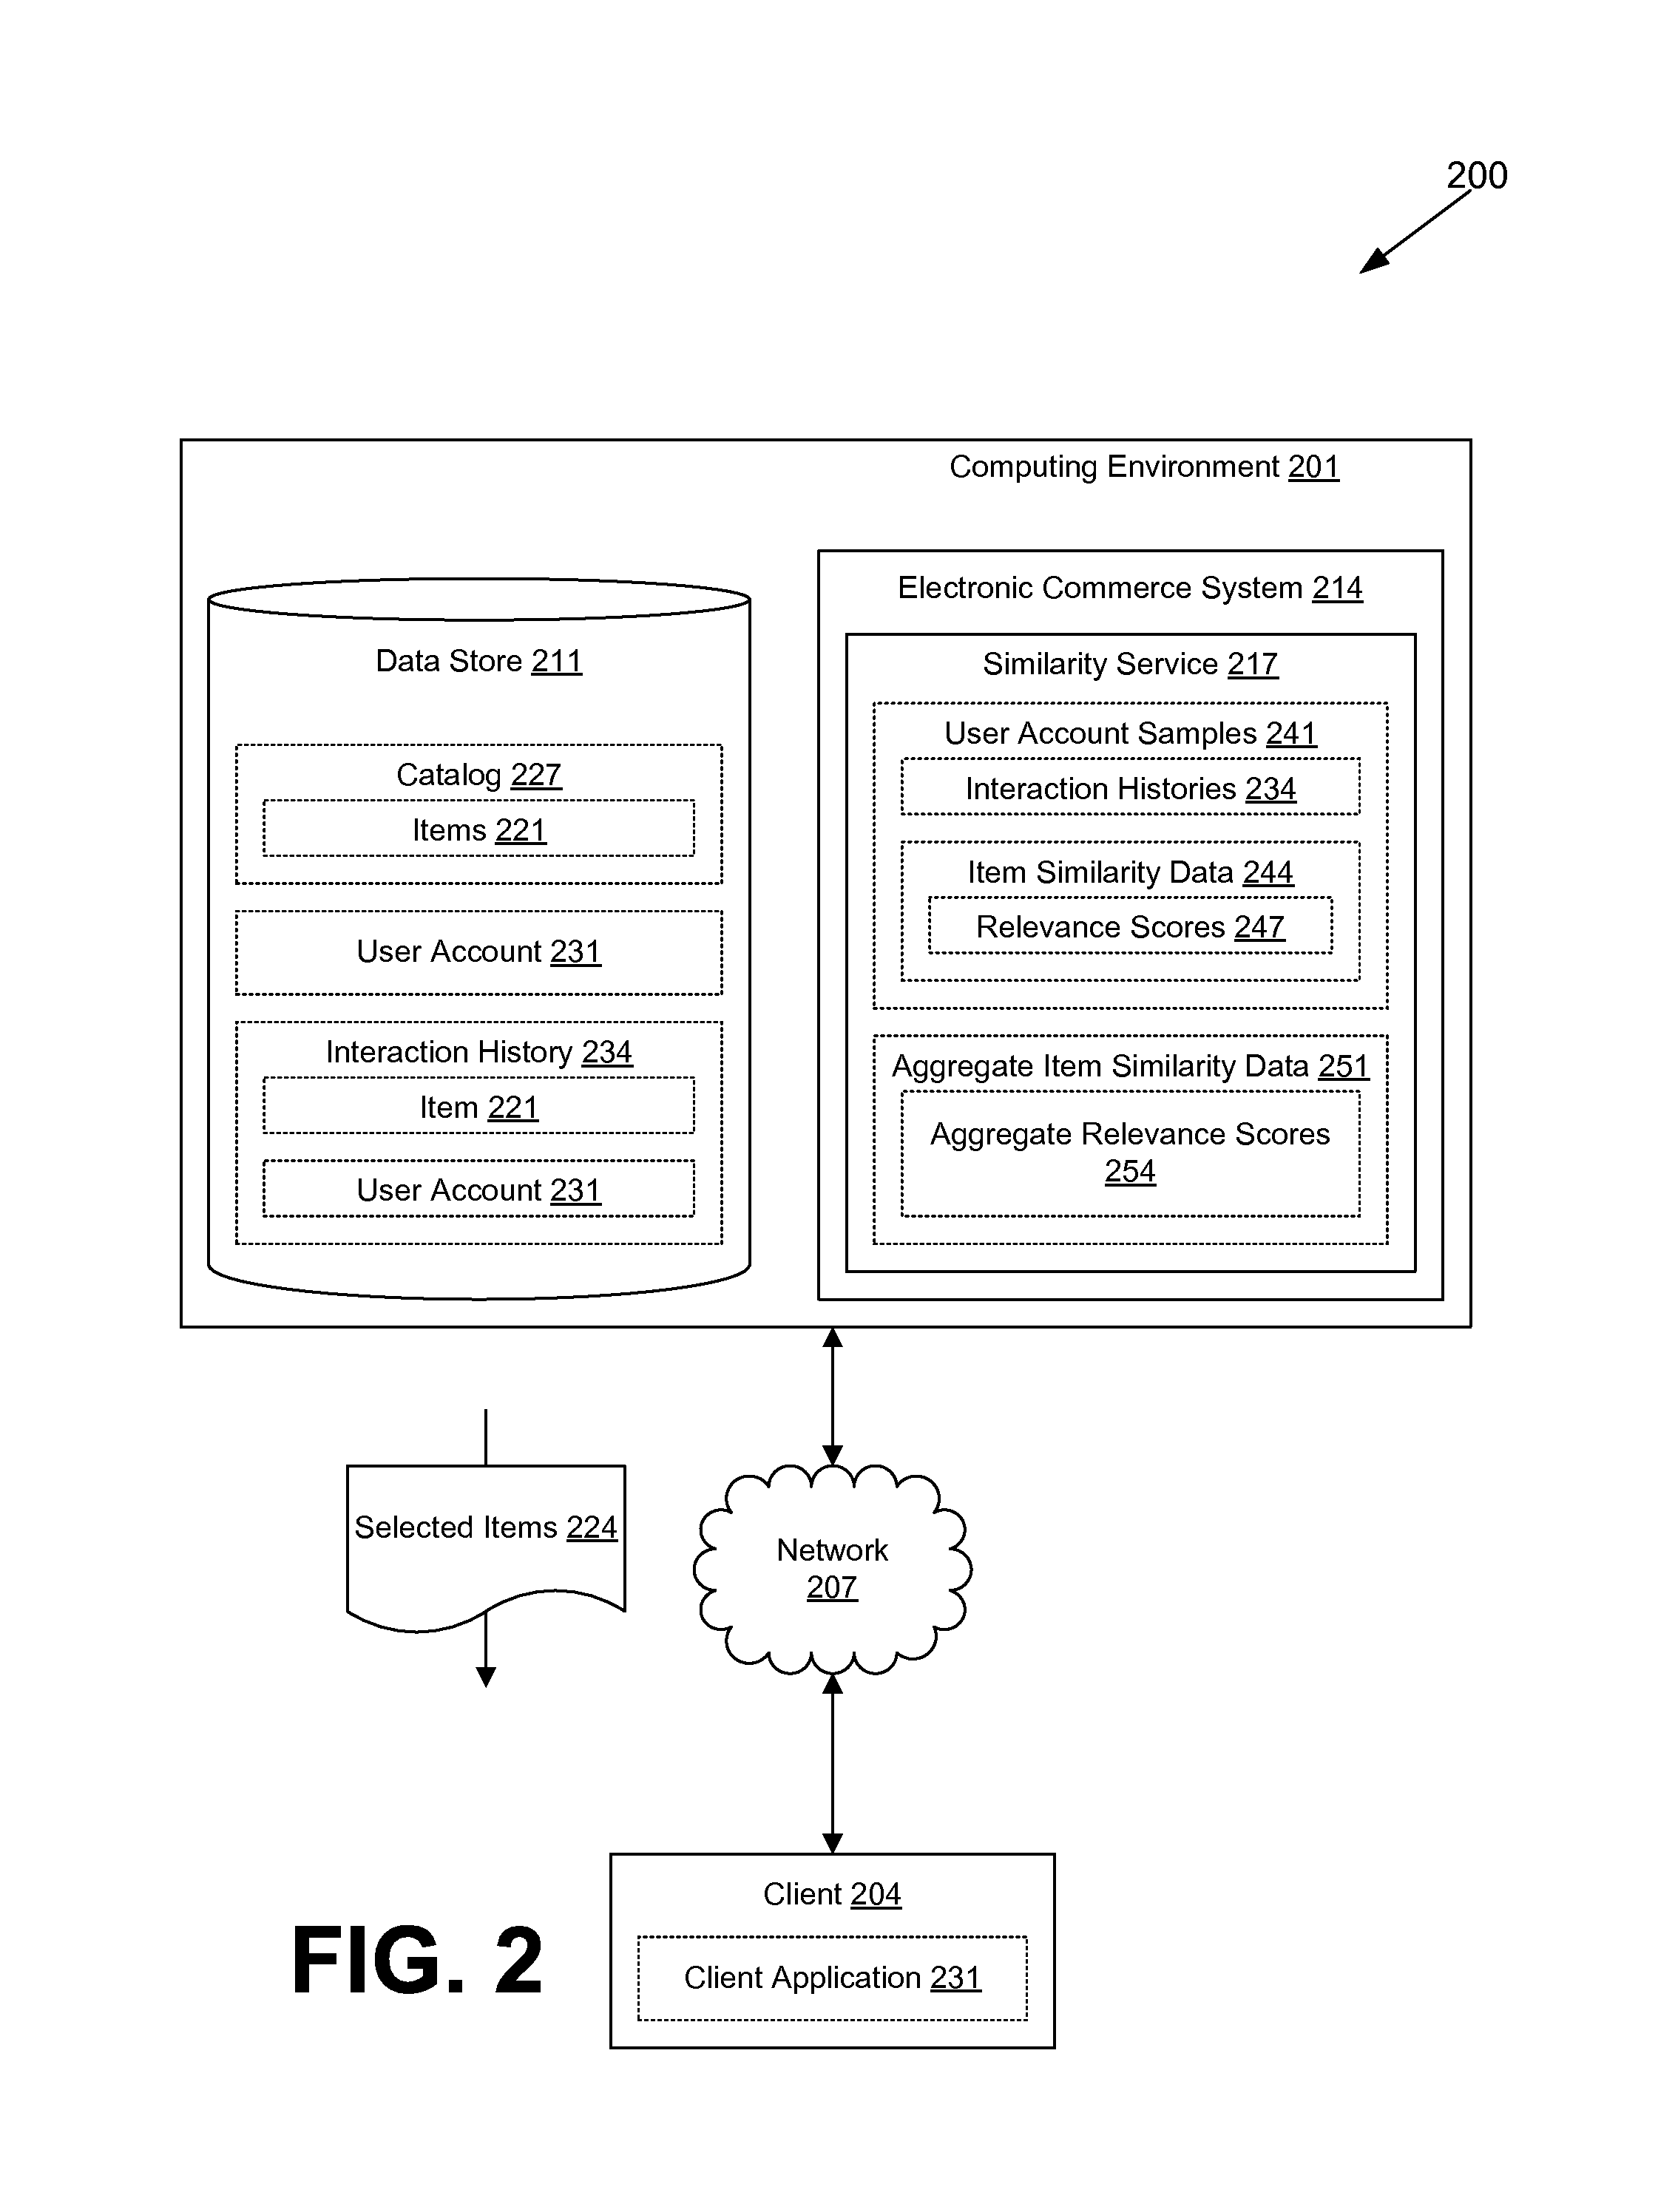 200
Computing Environment 201
Data Store 211
Catalog 227
Items 221
User Account 231
Interaction History 234
Item 221
User Account 231
Electronic Commerce System 214
Similarity Service 217
User Account Samples 241
Interaction Histories 234
Item Similarity Data 244
Relevance Scores 247
Aggregate Item Similarity Data 251
Aggregate Relevance Scores
254
Selected Items 224
Network
207
Client 204
Client Application 231
FIG. 2